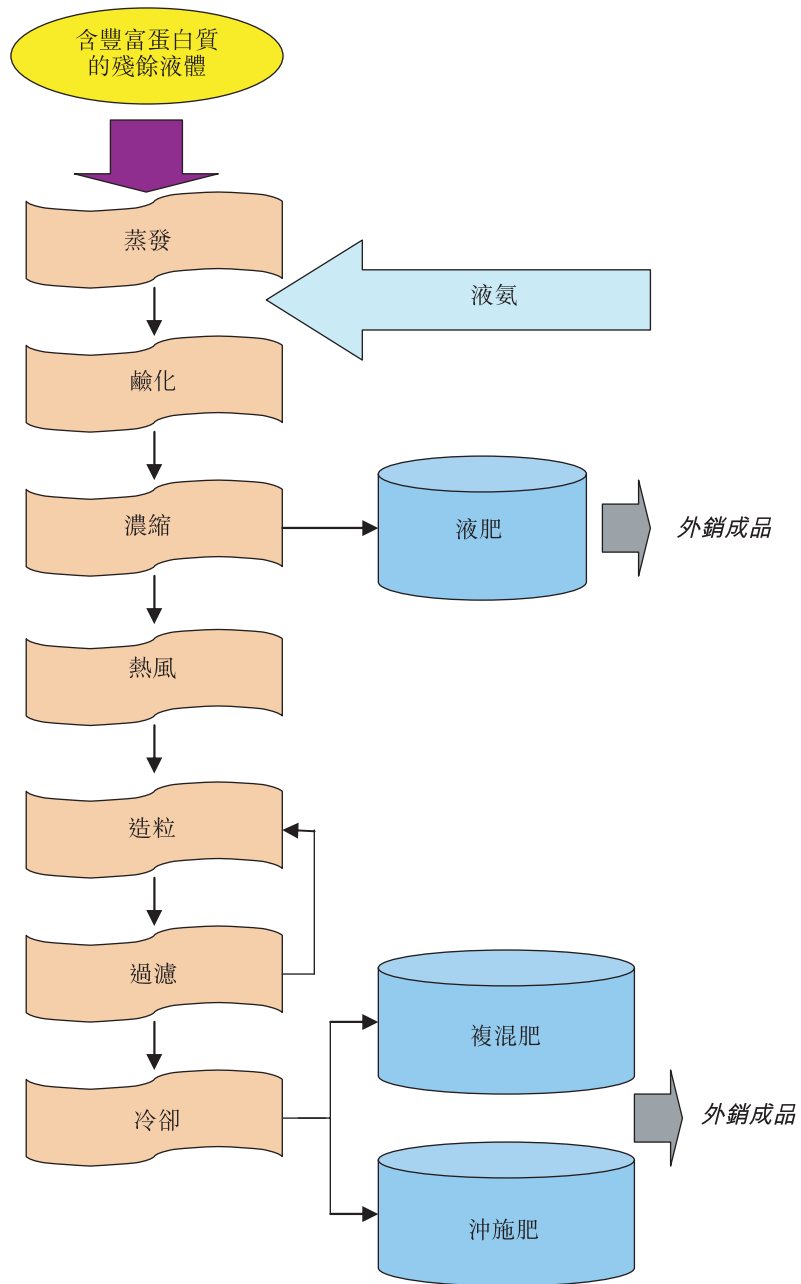 含豐富蛋白質
的殘餘液體
蒸發
液氨
鹼化
濃縮
液肥
外銷成品
熱風
造粒
過濾
複混肥
冷卻
外銷成品
沖施肥